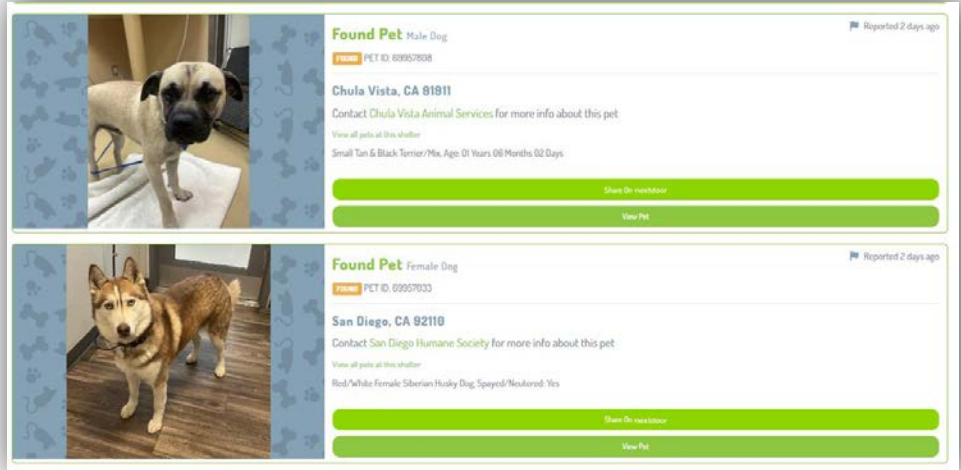 Found Pet Male Dog
Reported 2 days ago
FOUND PET ID: 69957808
Chula Vista, CA 91911
Contact Chula Vista Animal Services for more info about this pet
View all pets at this shelter
Small Tan & Black Terrier/Mix, Age: 01 Years 06 Months 02 Days
Share On nextdoor
View Pet
Found Pet Female Dog
Reported 2 days ago
FOUND PET ID: 69957033
San Diego, CA 92110
Contact San Diego Humane Society for more info about this pet
View all pets at this shelter
Red/White Female Siberian Husky Dog, Spayed/Neutered: Yes
Share On nextdoor
View Pet